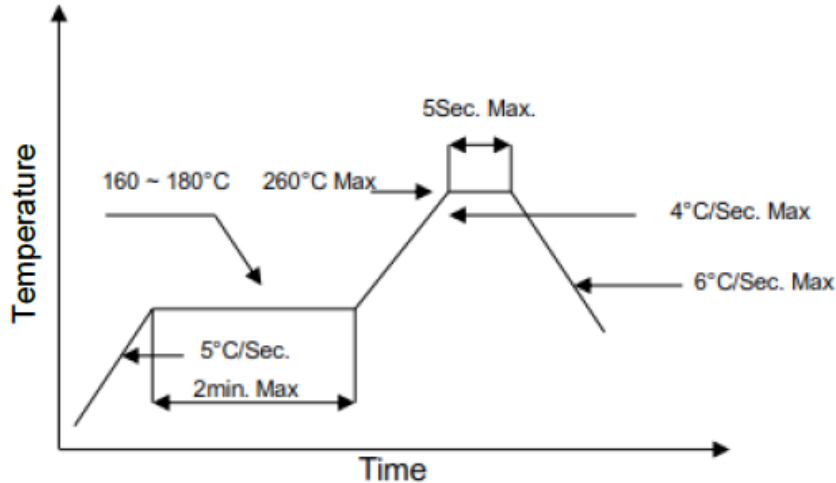 5Sec. Max.
160 ~ 180°C
260°C Max
4°C/Sec. Max
6°C/Sec. Max
5°C/Sec.
2min. Max
Temperature
Time